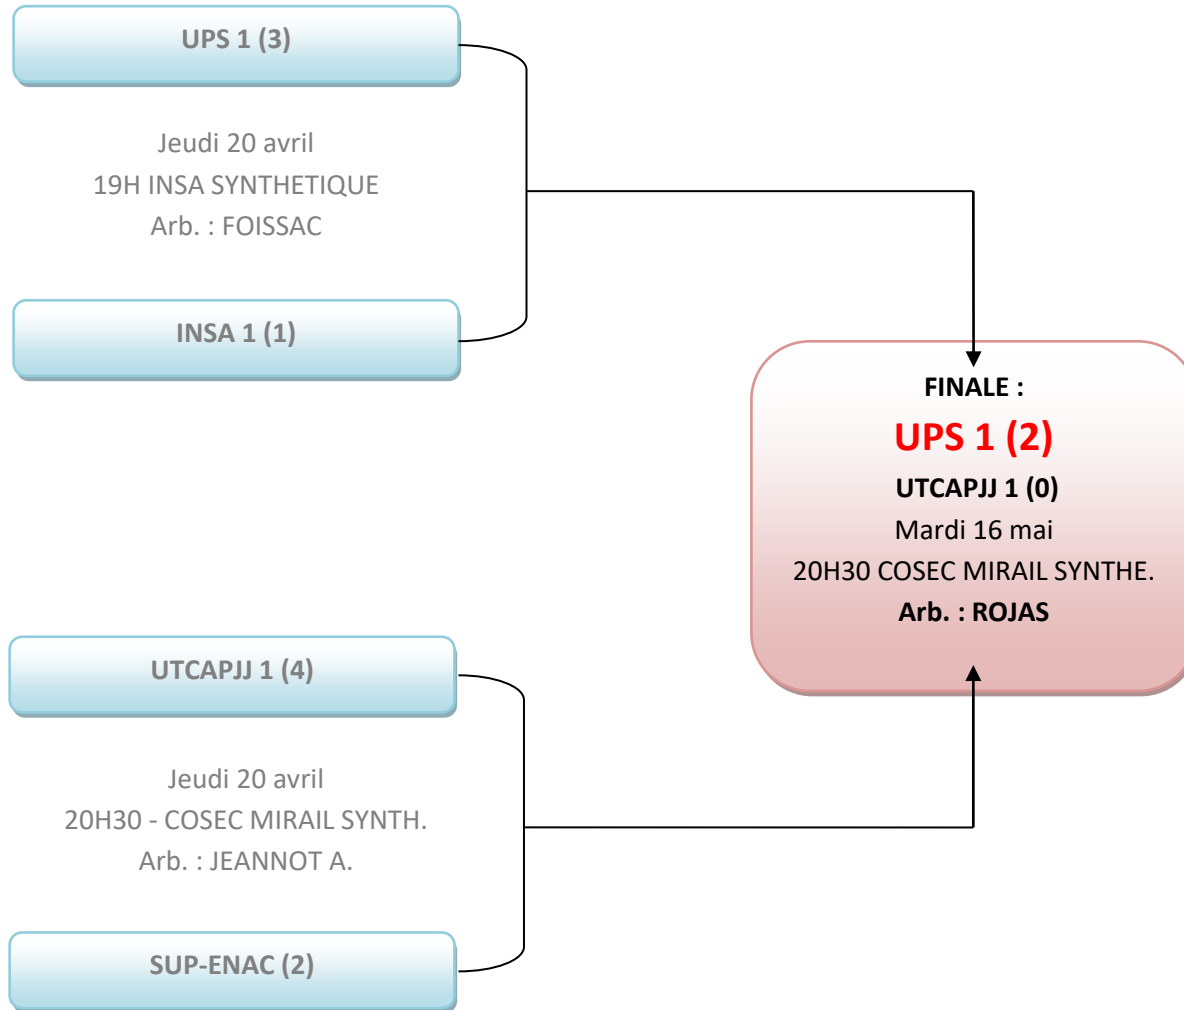 UPS 1 (3)
Jeudi 20 avril
19H INSA SYNTHETIQUE
Arb. : FOISSAC
INSA 1 (1)
FINALE :
UPS 1 (2)
UTCAPJJ 1 (0)
Mardi 16 mai
20H30 COSEC MIRAIL SYNTHE.
Arb. : ROJAS
UTCAPJJ 1 (4)
Jeudi 20 avril
20H30 - COSEC MIRAIL SYNTH.
Arb. : JEANNOT A.
SUP-ENAC (2)